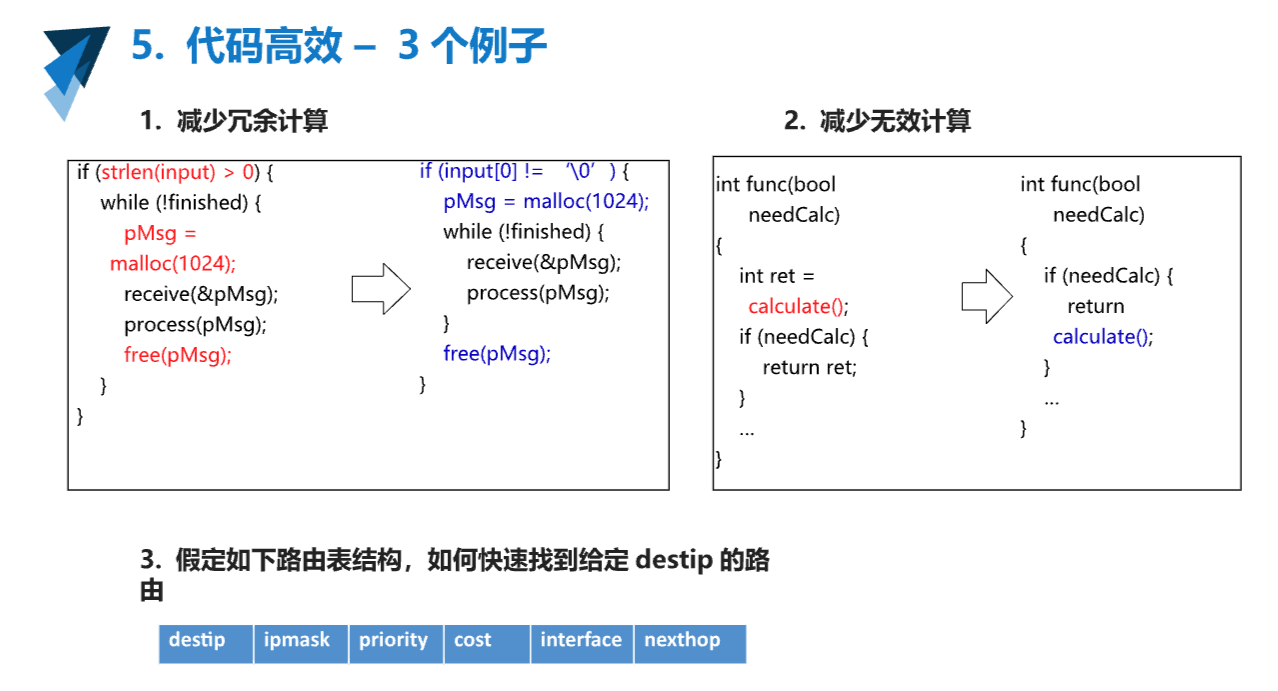 5. 代码高效 – 3 个例子
1. 减少冗余计算
if (strlen(input) > 0) {
while (!finished) {
pMsg =
malloc(1024);
receive(&pMsg);
process(pMsg);
free(pMsg);
}
}
if (input[0] != ‘\0’) {
pMsg = malloc(1024);
while (!finished) {
receive(&pMsg);
process(pMsg);
}
free(pMsg);
}
2. 减少无效计算
int func(bool
needCalc)
{
int ret =
calculate();
if (needCalc) {
return ret;
}
...
}
int func(bool
needCalc)
{
if (needCalc) {
return
calculate();
}
...
}
3. 假定如下路由表结构，如何快速找到给定 destip 的路
由
destip ipmask priority cost interface nexthop